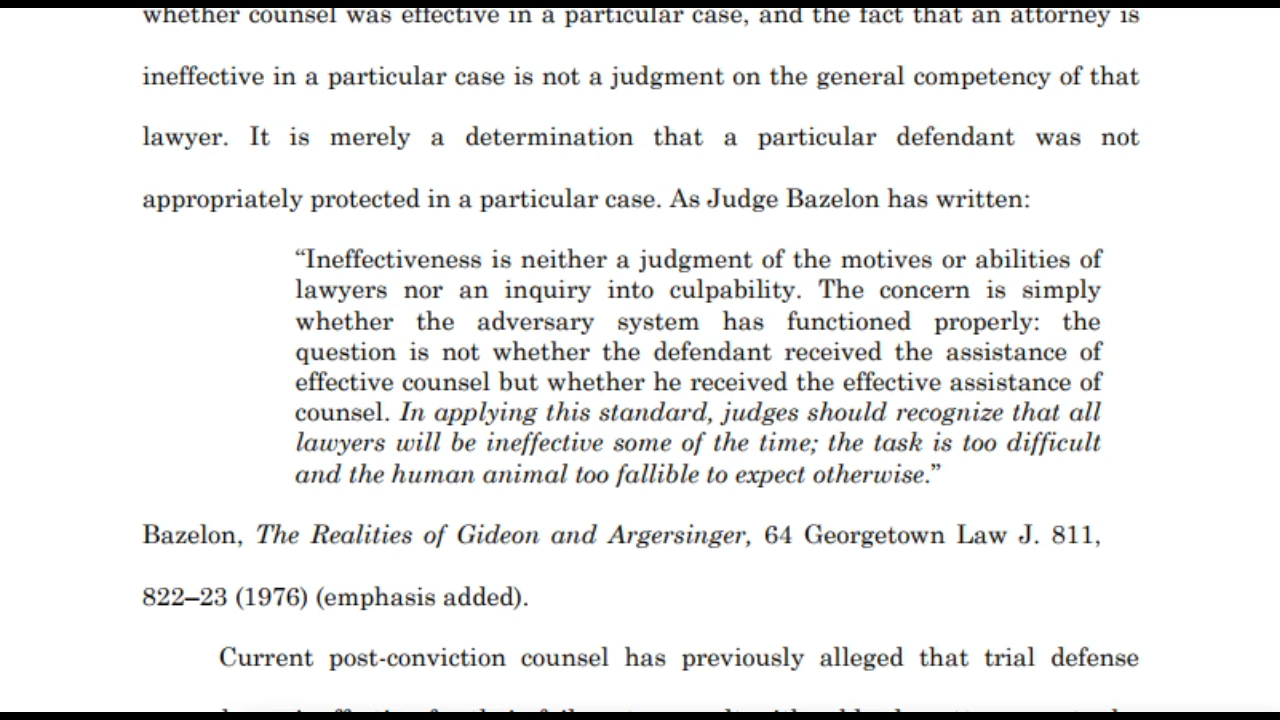 whether counsel was effective in a particular case, and the fact that an attorney is
ineffective in a particular case is not a judgment on the general competency of that
lawyer. It is merely a determination that a particular defendant was not
appropriately protected in a particular case. As Judge Bazelon has written:
“Ineffectiveness is neither a judgment of the motives or abilities of
lawyers nor an inquiry into culpability. The concern is simply
whether the adversary system has functioned properly: the
question is not whether the defendant received the assistance of
effective counsel but whether he received the effective assistance of
counsel. In applying this standard, judges should recognize that all
lawyers will be ineffective some of the time; the task is too difficult
and the human animal too fallible to expect otherwise.”
Bazelon, The Realities of Gideon and Argersinger, 64 Georgetown Law J. 811,
822–23 (1976) (emphasis added).
Current post-conviction counsel has previously alleged that trial defense